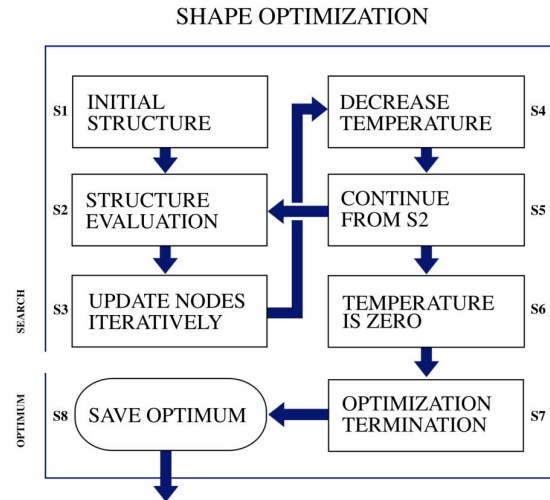 SHAPE OPTIMIZATION
S1
INITIAL
STRUCTURE
S2
STRUCTURE
EVALUATION
S3
UPDATE NODES
ITERATIVELY
DECREASE
TEMPERATURE
S4
CONTINUE
FROM S2
S5
TEMPERATURE
IS ZERO
S6
OPTIMIZATION
TERMINATION
S7
S8
SAVE OPTIMUM
SEARCH
OPTIMUM